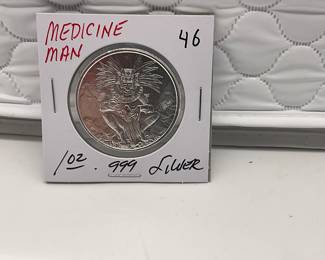 MEDICINE 46
MAN
1oz . 999 SILVER